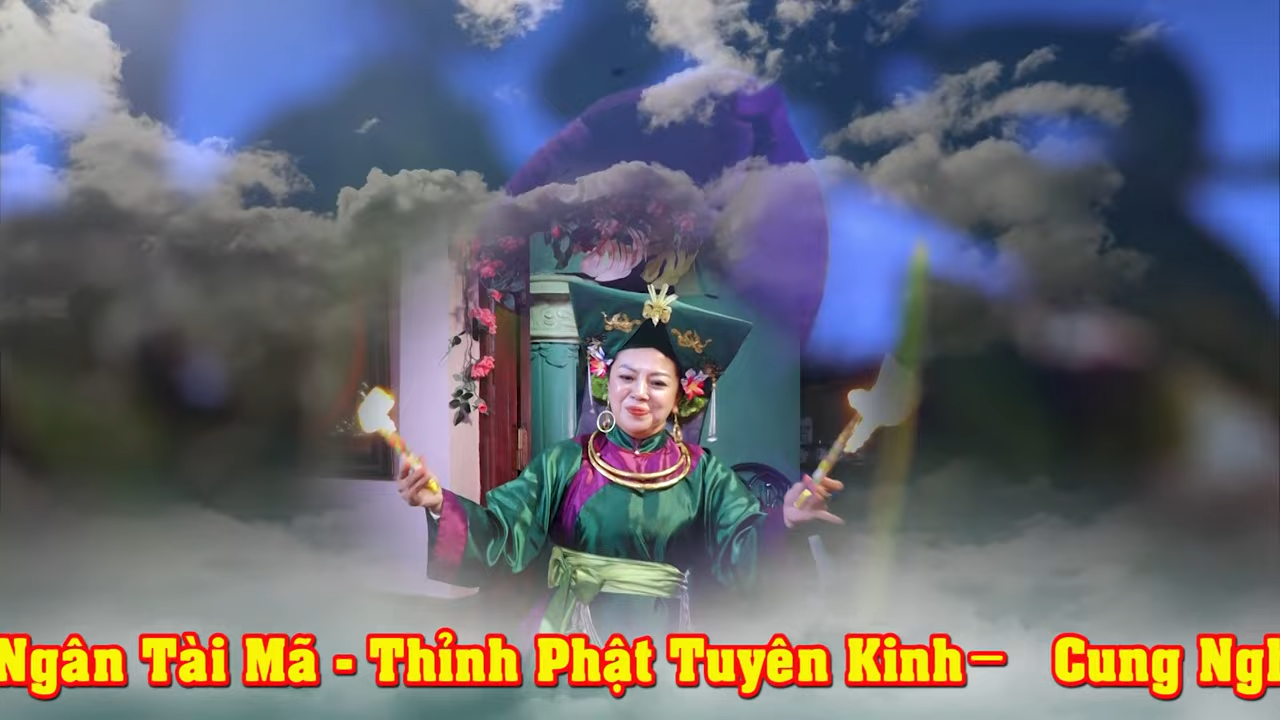 Ngân Tài Mã - Thỉnh Phật Tuyên Kinh – Cung